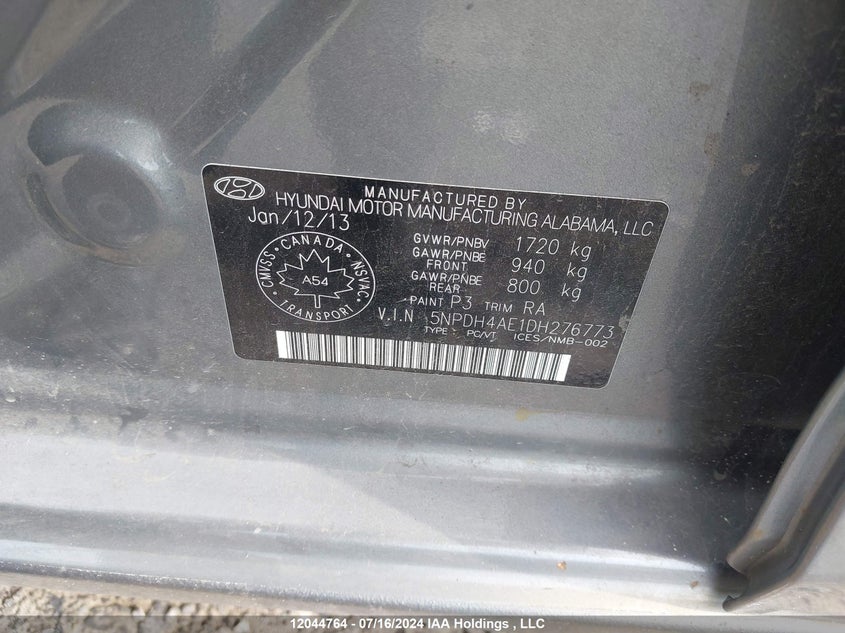 MANUFACTURED BY
HYUNDAI MOTOR MANUFACTURING ALABAMA, LLC
Jan/12/13
GVWR/PNBV 1720 kg
GAWR/PNBE FRONT 940 kg
GAWR/PNBE REAR 800 kg
PAINT P3 TRIM RA
V.I.N 5NPDH4AE1DH276773
TYPE PC/VT ICES/NMB-002
CANADA
CMVSS
NSVAC
A54
TRANSPORT
12044764 - 07/16/2024 IAA Holdings , LLC